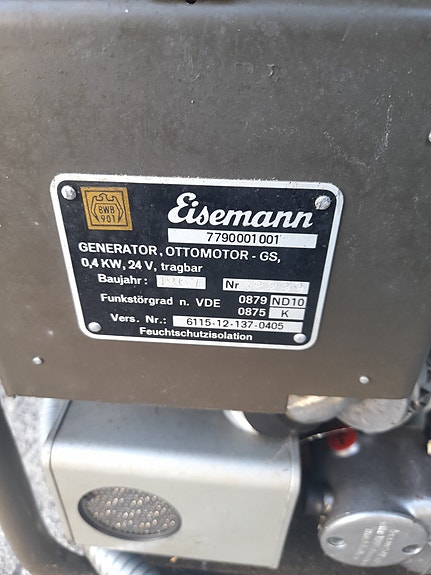 BWB
901
Eisemann
7790001001
GENERATOR, OTTOMOTOR - GS,
0,4 KW, 24 V, tragbar
Baujahr: Nr
Funkstörgrad n. VDE 0879 ND10
0875 K
Vers. Nr.: 6115-12-137-0405
Feuchtschutzisolation